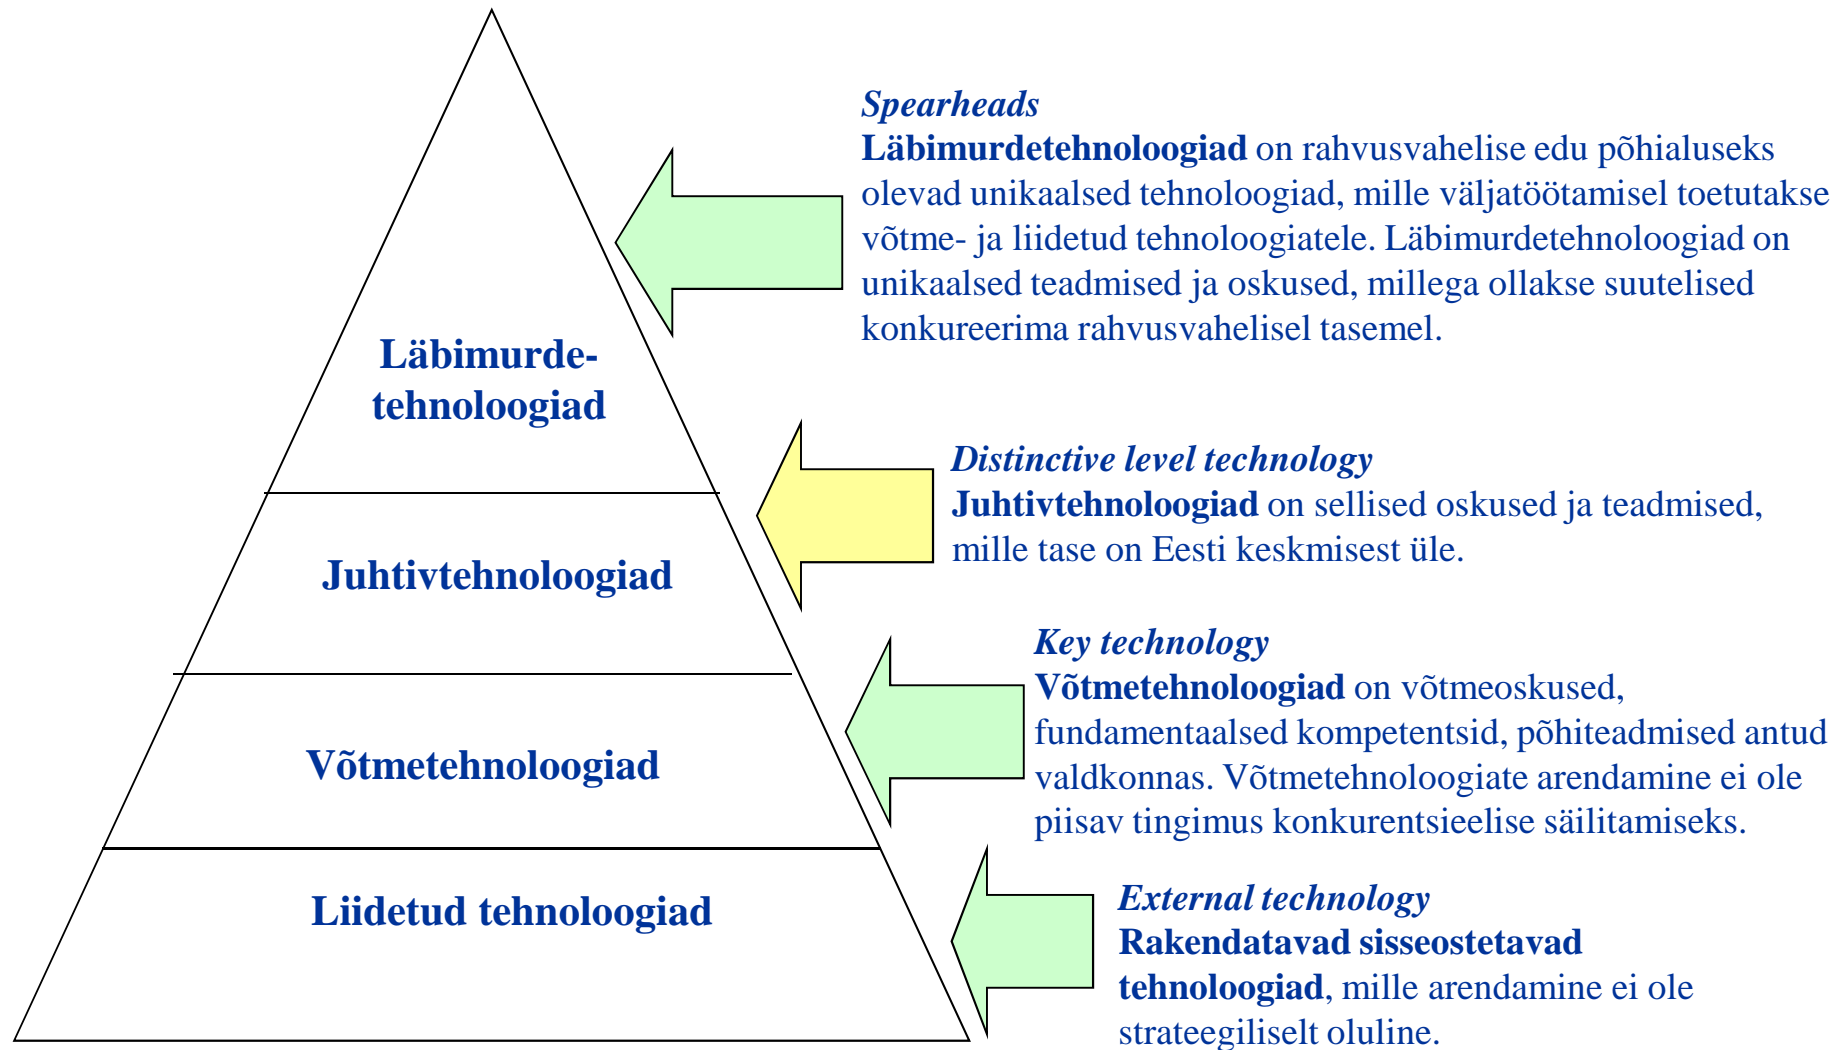 Spearheads
Läbimurdetehnoloogiad on rahvusvahelise edu põhialuseks
olevad unikaalsed tehnoloogiad, mille väljatöötamisel toetutakse
võtme- ja liidetud tehnoloogiatele. Läbimurdetehnoloogiad on
unikaalsed teadmised ja oskused, millega ollakse suutelised
konkureerima rahvusvahelisel tasemel.
Läbimurde-
tehnoloogiad
Distinctive level technology
Juhtivtehnoloogiad on sellised oskused ja teadmised,
mille tase on Eesti keskmisest üle.
Juhtivtehnoloogiad
Key technology
Võtmetehnoloogiad on võtmeoskused,
fundamentaalsed kompetentsid, põhiteadmised antud
valdkonnas. Võtmetehnoloogiate arendamine ei ole
piisav tingimus konkurentsieelise säilitamiseks.
Võtmetehnoloogiad
External technology
Rakendatavad sisseostetavad
tehnoloogiad, mille arendamine ei ole
strateegiliselt oluline.
Liidetud tehnoloogiad